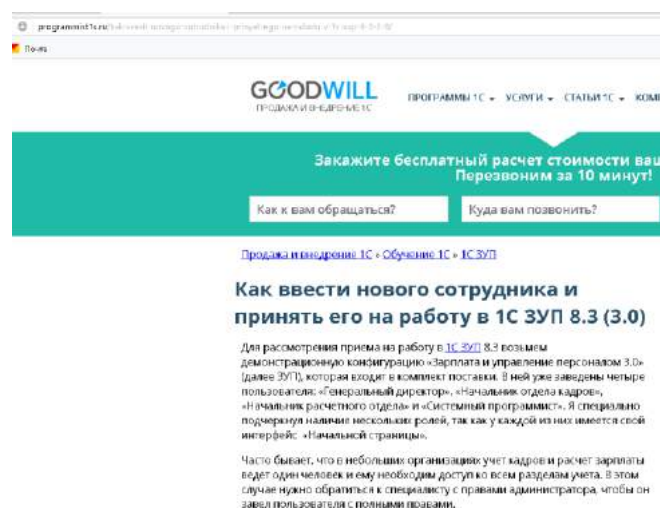 programmist1s.ru
GOODWILL
ПРОДАЖА И ВНЕДРЕНИЕ 1С
ПРОГРАММЫ 1С УСЛУГИ СТАТЬИ 1С
Закажите бесплатный расчет стоимости
Перезвоним за 10 минут!
Как к вам обращаться? Куда вам позвонить?
Продажа и внедрение 1С » Обучение 1С » 1С ЗУП
Как ввести нового сотрудника и
принять его на работу в 1С ЗУП 8.3 (3.0)
Для рассмотрения приема на работу в 1С ЗУП 8.3 возьмем
демонстрационную конфигурацию «Зарплата и управление персоналом 3.0»
(далее ЗУП), которая входит в комплект поставки. В ней уже заведены четыре
пользователя: «Генеральный директор», «Начальник отдела кадров»,
«Начальник расчетного отдела» и «Системный программист». Я специально
подчеркнул наличие нескольких ролей, так как у каждой из них имеется свой
интерфейс «Начальной страницы».
Часто бывает, что в небольших организациях учет кадров и расчет зарплаты
ведет один человек и ему необходим доступ ко всем разделам учета. В этом
случае нужно обратиться к специалисту с правами администратора, чтобы он
завел пользователя с полными правами.